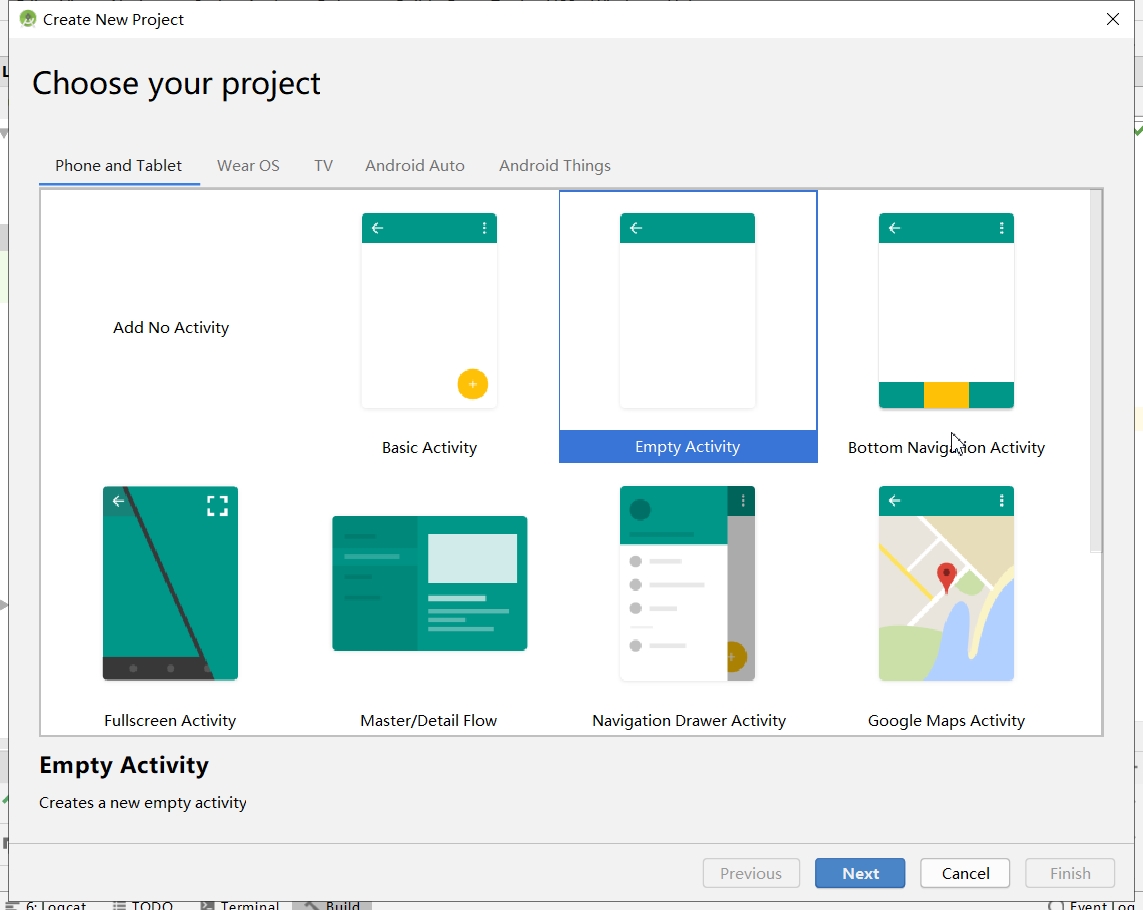 Create New Project
Choose your project
Phone and Tablet Wear OS TV Android Auto Android Things
Add No Activity
Basic Activity
Empty Activity
Bottom Navigation Activity
Fullscreen Activity
Master/Detail Flow
Navigation Drawer Activity
Google Maps Activity
Empty Activity
Creates a new empty activity
Previous Next Cancel Finish
6: Logcat TODO Terminal Build Event Log